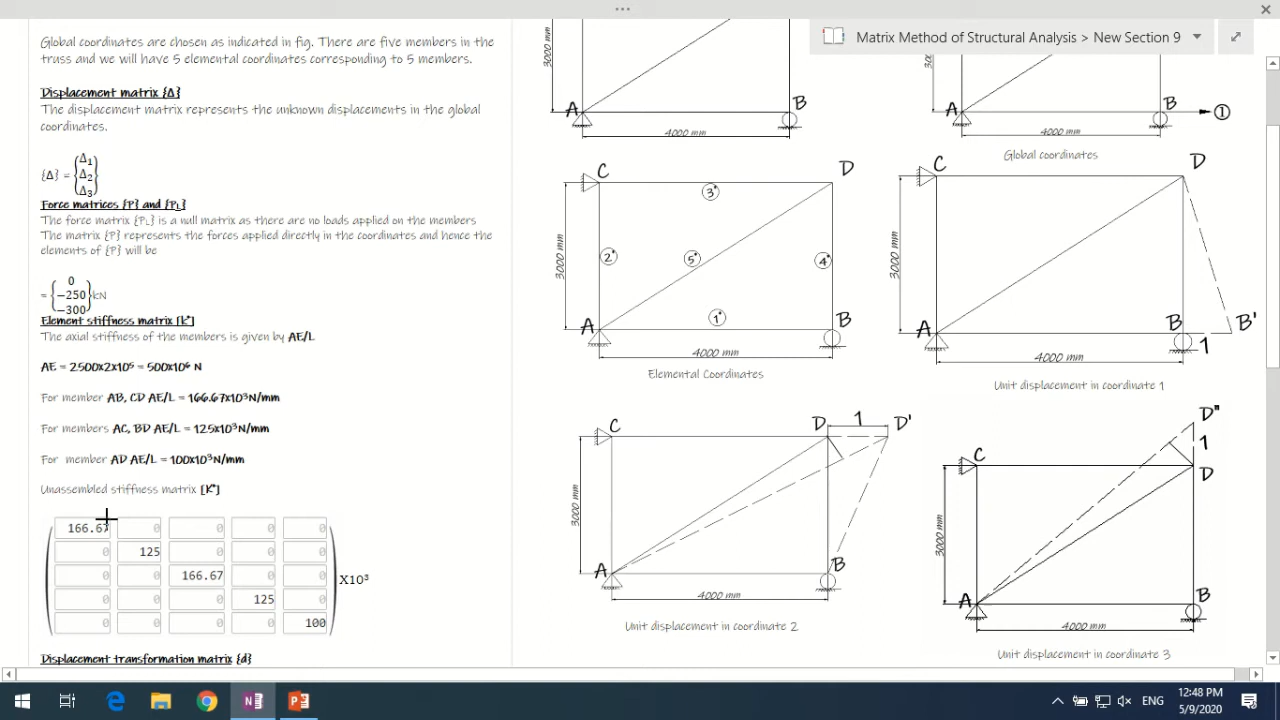 Matrix Method of Structural Analysis > New Section 9
Global coordinates are chosen as indicated in fig. There are five members in the
truss and we will have 5 elemental coordinates corresponding to 5 members.
Displacement matrix {Δ}
The displacement matrix represents the unknown displacements in the global
coordinates.
{Δ} = {Δ₁ Δ₂ Δ₃}
Force matrices {P} and {P_L}
The force matrix {P_L} is a null matrix as there are no loads applied on the members
The matrix {P} represents the forces applied directly in the coordinates and hence the
elements of {P} will be
= {0 −250 −300} kN
Element stiffness matrix [k*]
The axial stiffness of the members is given by AE/L
AE = 2500x2x10⁵ = 500x10⁶ N
For member AB, CD AE/L = 166.67x10³N/mm
For members AC, BD AE/L = 125x10³N/mm
For member AD AE/L = 100x10³N/mm
Unassembled stiffness matrix [K*]
166.67 0 0 0 0
0 125 0 0 0
0 0 166.67 0 0
0 0 0 125 0
0 0 0 0 100
X10³
Displacement transformation matrix {d}
3000 mm
A
B
4000 mm
A
B
①
4000 mm
Global coordinates
C
D
3*
3000 mm
2*
5*
4*
A
1*
B
4000 mm
Elemental Coordinates
C
D
3000 mm
A
B
B'
1
4000 mm
Unit displacement in coordinate 1
C
D
1
D'
3000 mm
A
B
4000 mm
Unit displacement in coordinate 2
D"
1
C
D
3000 mm
A
B
4000 mm
Unit displacement in coordinate 3
ENG
12:48 PM
5/9/2020